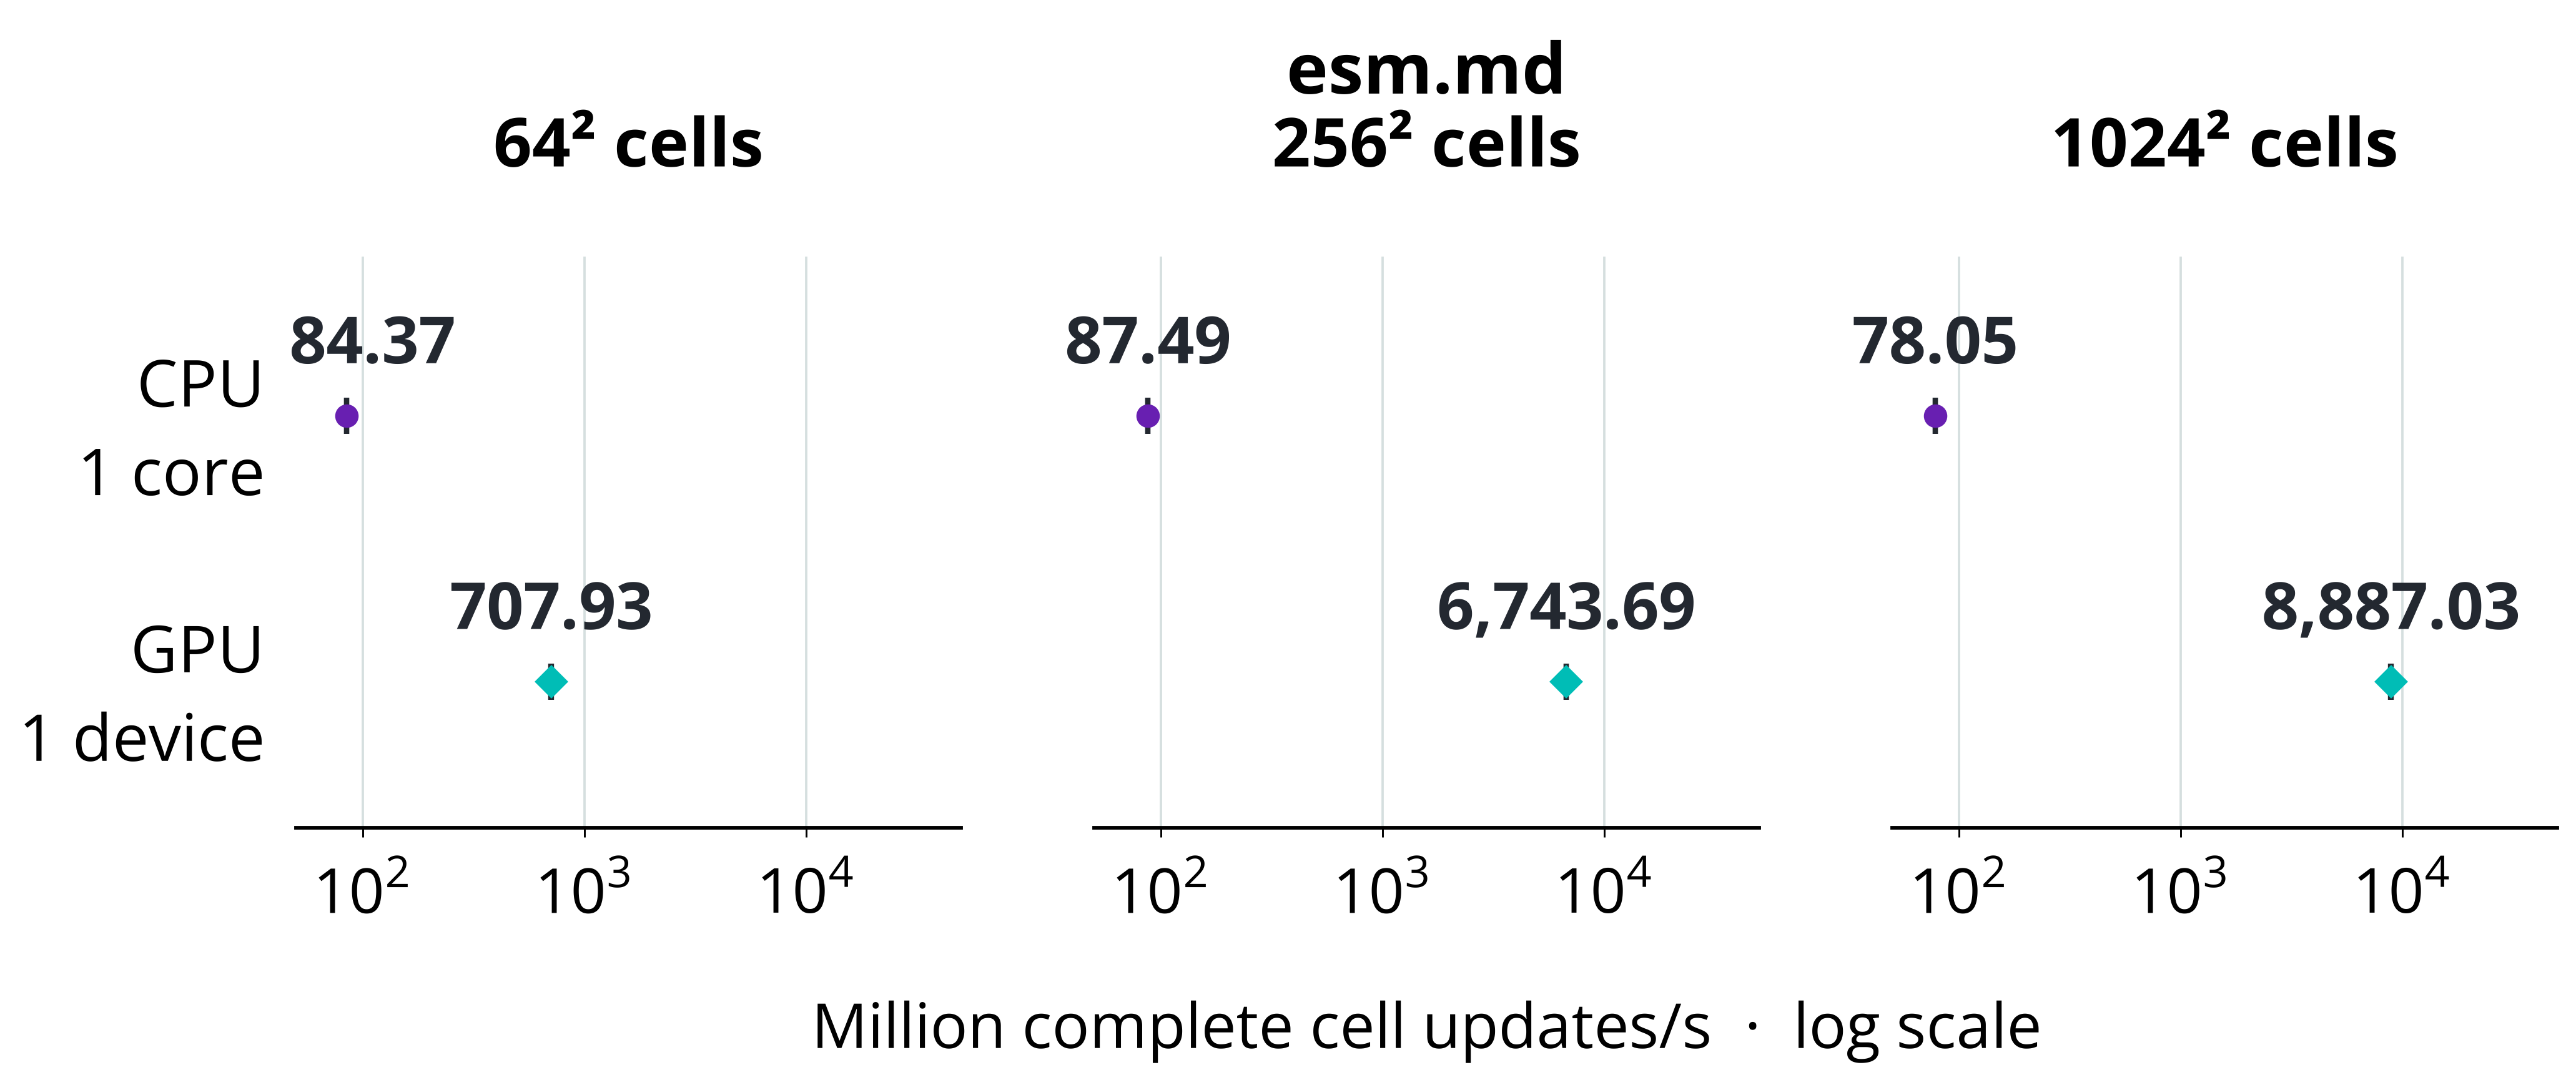 esm.md
64² cells
256² cells
1024² cells
CPU
1 core
84.37
87.49
78.05
GPU
1 device
707.93
6,743.69
8,887.03
10² 10³ 10⁴
10² 10³ 10⁴
10² 10³ 10⁴
Million complete cell updates/s · log scale